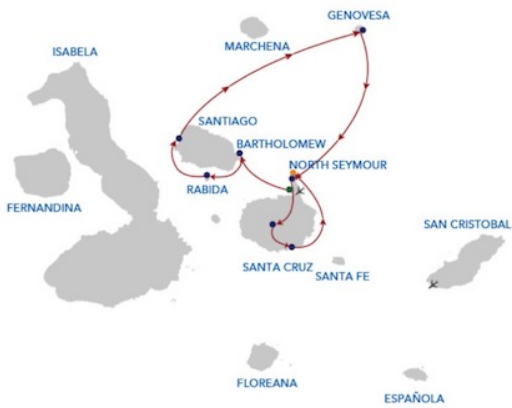 GENOVESA
MARCHENA
ISABELA
SANTIAGO
BARTHOLOMEW
NORTH SEYMOUR
RABIDA
FERNANDINA
SAN CRISTOBAL
SANTA CRUZ
SANTA FE
FLOREANA
ESPAÑOLA